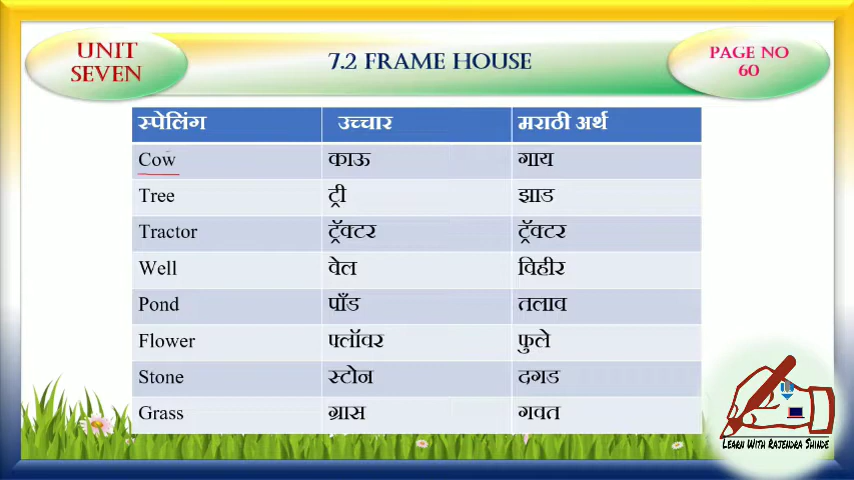 UNIT
SEVEN
7.2 FRAME HOUSE
PAGE NO
60
स्पेलिंग उच्चार मराठी अर्थ
Cow काऊ गाय
Tree ट्री झाड
Tractor ट्रॅक्टर ट्रॅक्टर
Well वेल विहीर
Pond पाँड तलाव
Flower फ्लॉवर फुले
Stone स्टोन दगड
Grass ग्रास गवत
Learn With Rajendra Shinde